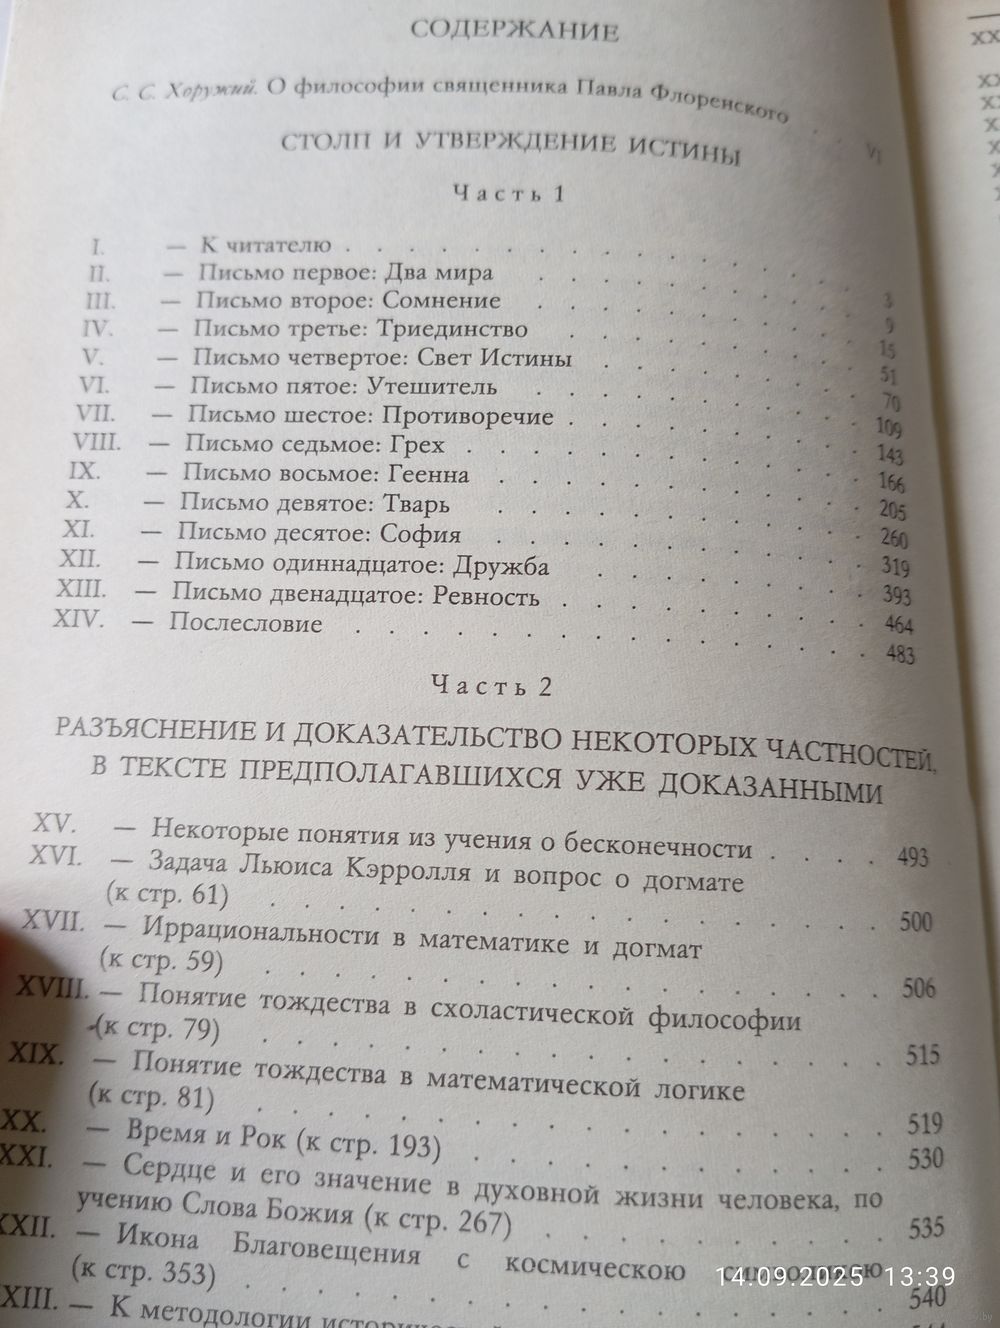 СОДЕРЖАНИЕ
С. С. Хоружий. О философии священника Павла Флоренского . . VI
СТОЛП И УТВЕРЖДЕНИЕ ИСТИНЫ
Часть 1
I. — К читателю . . . . . . . . . . 3
II. — Письмо первое: Два мира . . . . . . . 9
III. — Письмо второе: Сомнение . . . . . . . 15
IV. — Письмо третье: Триединство . . . . . . . 51
V. — Письмо четвертое: Свет Истины . . . . . . 70
VI. — Письмо пятое: Утешитель . . . . . . . 109
VII. — Письмо шестое: Противоречие . . . . . . . 143
VIII. — Письмо седьмое: Грех . . . . . . . . . 166
IX. — Письмо восьмое: Геенна . . . . . . . . 205
X. — Письмо девятое: Тварь . . . . . . . . 260
XI. — Письмо десятое: София . . . . . . . . 319
XII. — Письмо одиннадцатое: Дружба . . . . . . 393
XIII. — Письмо двенадцатое: Ревность . . . . . . . 464
XIV. — Послесловие . . . . . . . . . . . 483
Часть 2
РАЗЪЯСНЕНИЕ И ДОКАЗАТЕЛЬСТВО НЕКОТОРЫХ ЧАСТНОСТЕЙ,
В ТЕКСТЕ ПРЕДПОЛАГАВШИХСЯ УЖЕ ДОКАЗАННЫМИ
XV. — Некоторые понятия из учения о бесконечности . . . . 493
XVI. — Задача Льюиса Кэрролля и вопрос о догмате
(к стр. 61) . . . . . . . . . . . . . . . . . . 500
XVII. — Иррациональности в математике и догмат
(к стр. 59) . . . . . . . . . . . . . . . . . . 506
XVIII. — Понятие тождества в схоластической философии
(к стр. 79) . . . . . . . . . . . . . . . . . . 515
XIX. — Понятие тождества в математической логике
(к стр. 81) . . . . . . . . . . . . . . . . . . 519
XX. — Время и Рок (к стр. 193) . . . . . . . . . . . . 530
XXI. — Сердце и его значение в духовной жизни человека, по
учению Слова Божия (к стр. 267) . . . . . . . . . . 535
XXII. — Икона Благовещения с космическою символикою
(к стр. 353) . . . . . . . . . . . . . . . . . . 540
XIII. — К методологии
14.09.2025 13:39